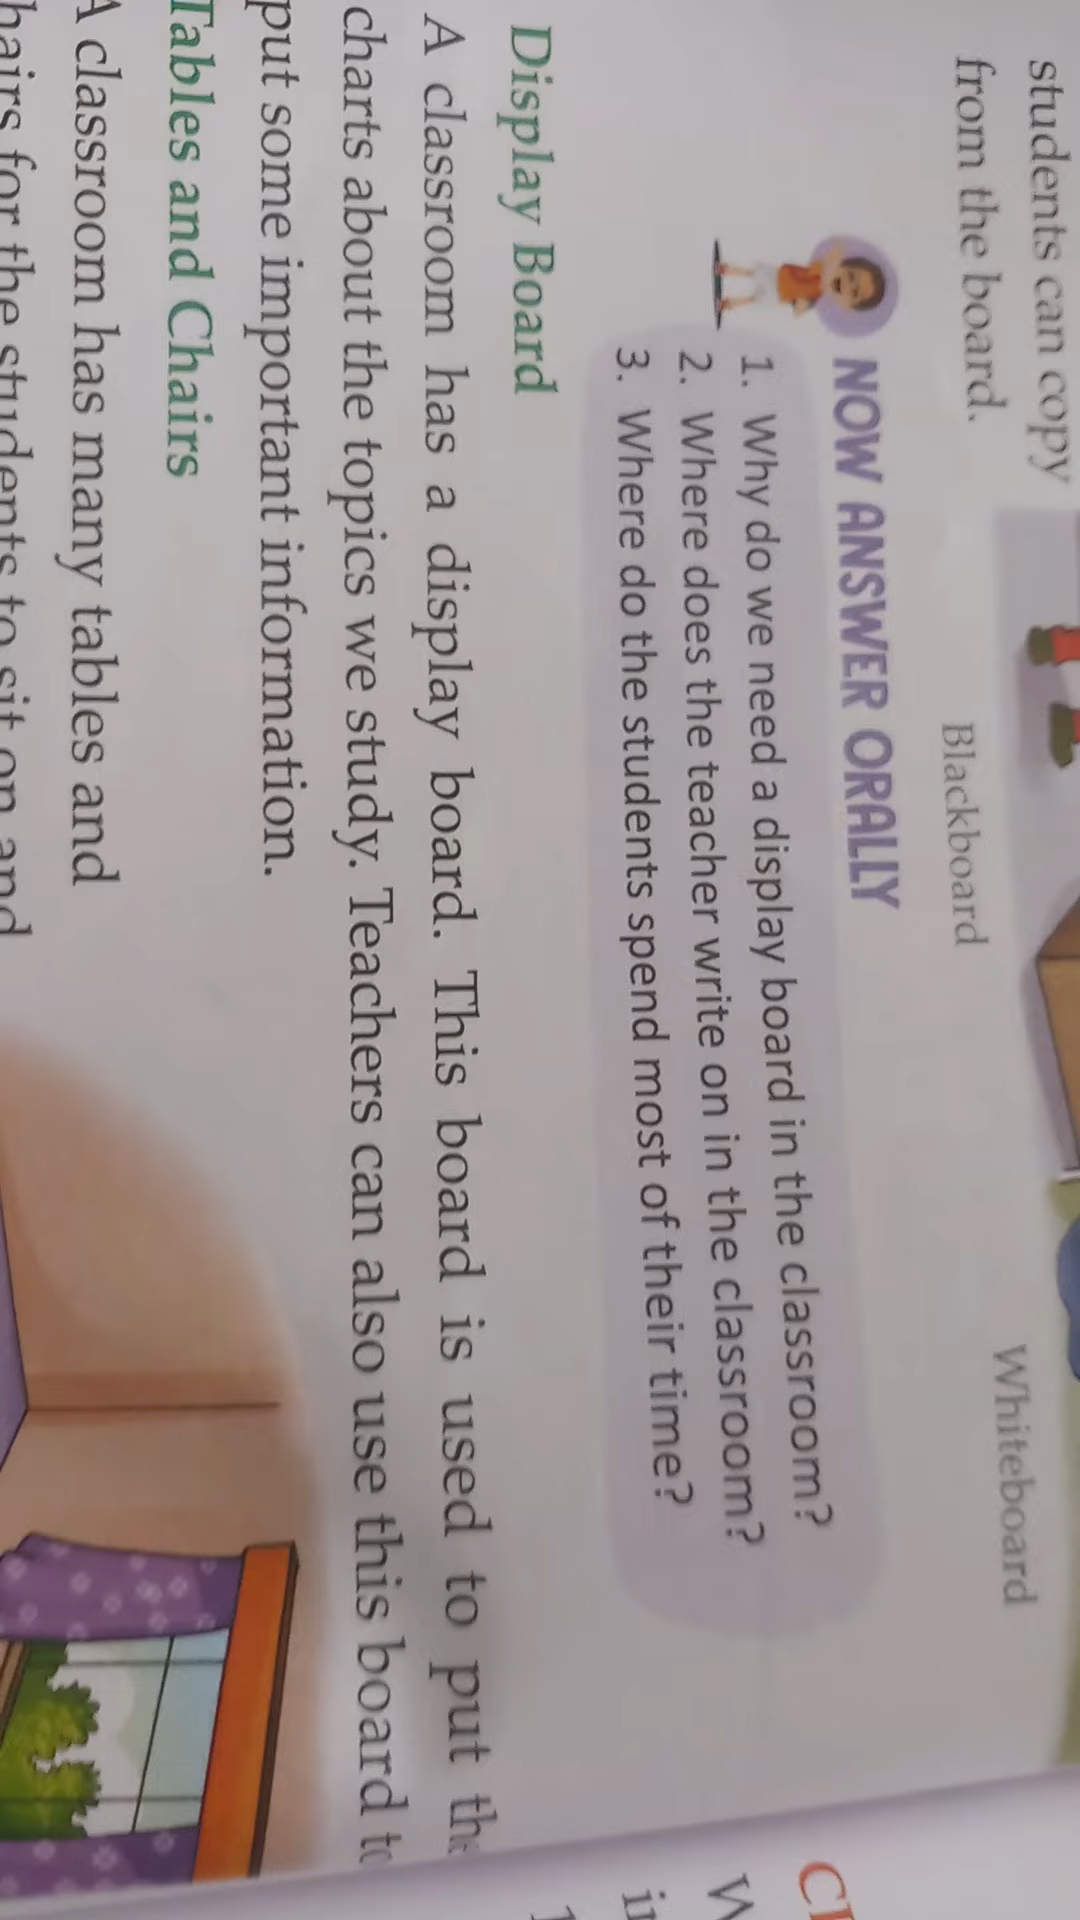 students can copy
from the board.
Blackboard
Whiteboard
NOW ANSWER ORALLY
1. Why do we need a display board in the classroom?
2. Where does the teacher write on in the classroom?
3. Where do the students spend most of their time?
Display Board
A classroom has a display board. This board is used to put
charts about the topics we study. Teachers can also use this board
put some important information.
Tables and Chairs
A classroom has many tables and
for the students to sit on and